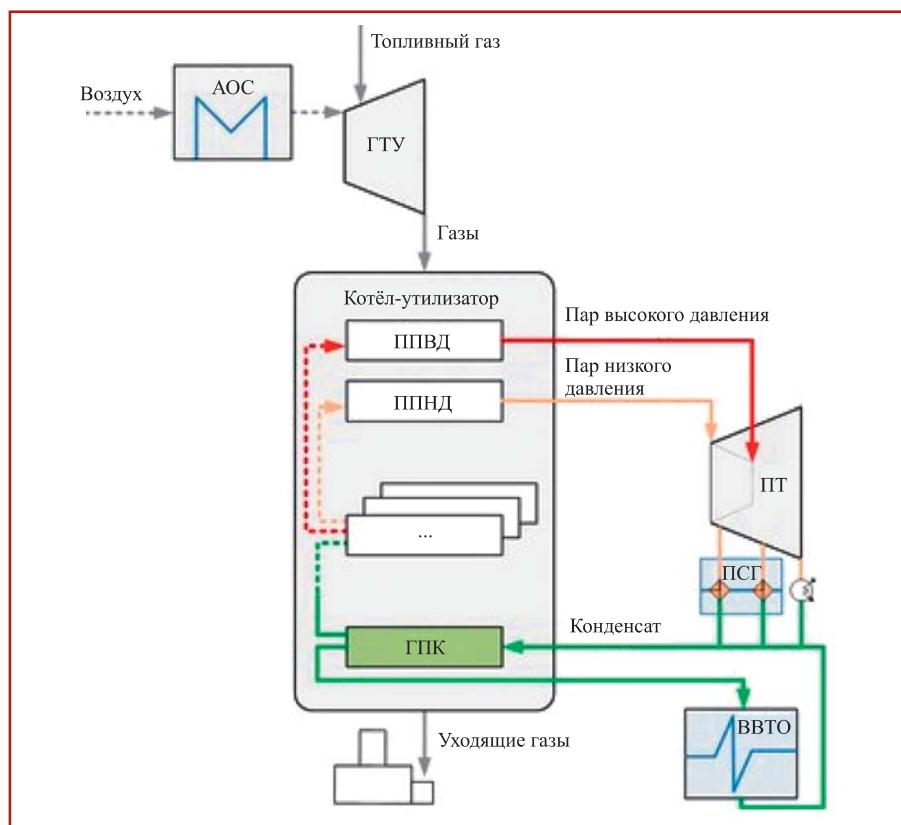 Топливный газ
Воздух
АОС
ГТУ
Газы
Котёл-утилизатор
Пар высокого давления
ППВД
Пар низкого
давления
ППНД
ПТ
...
ПСГ
Конденсат
ГПК
ВВТО
Уходящие газы